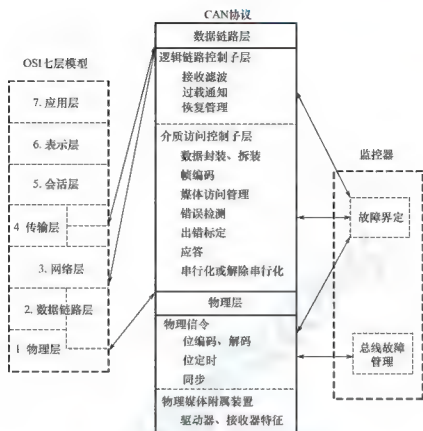 CAN协议
数据链路层
OSI七层模型
7. 应用层
6. 表示层
5. 会话层
4 传输层
3. 网络层
2. 数据链路层
1 物理层
逻辑链路控制子层
接收滤波
过载通知
恢复管理
介质访问控制子层
数据封装、拆装
帧编码
媒体访问管理
错误检测
出错标定
应答
串行化或解除串行化
物理层
物理信令
位编码、解码
位定时
同步
物理媒体附属装置
驱动器、接收器特征
监控器
故障界定
总线故障
管理